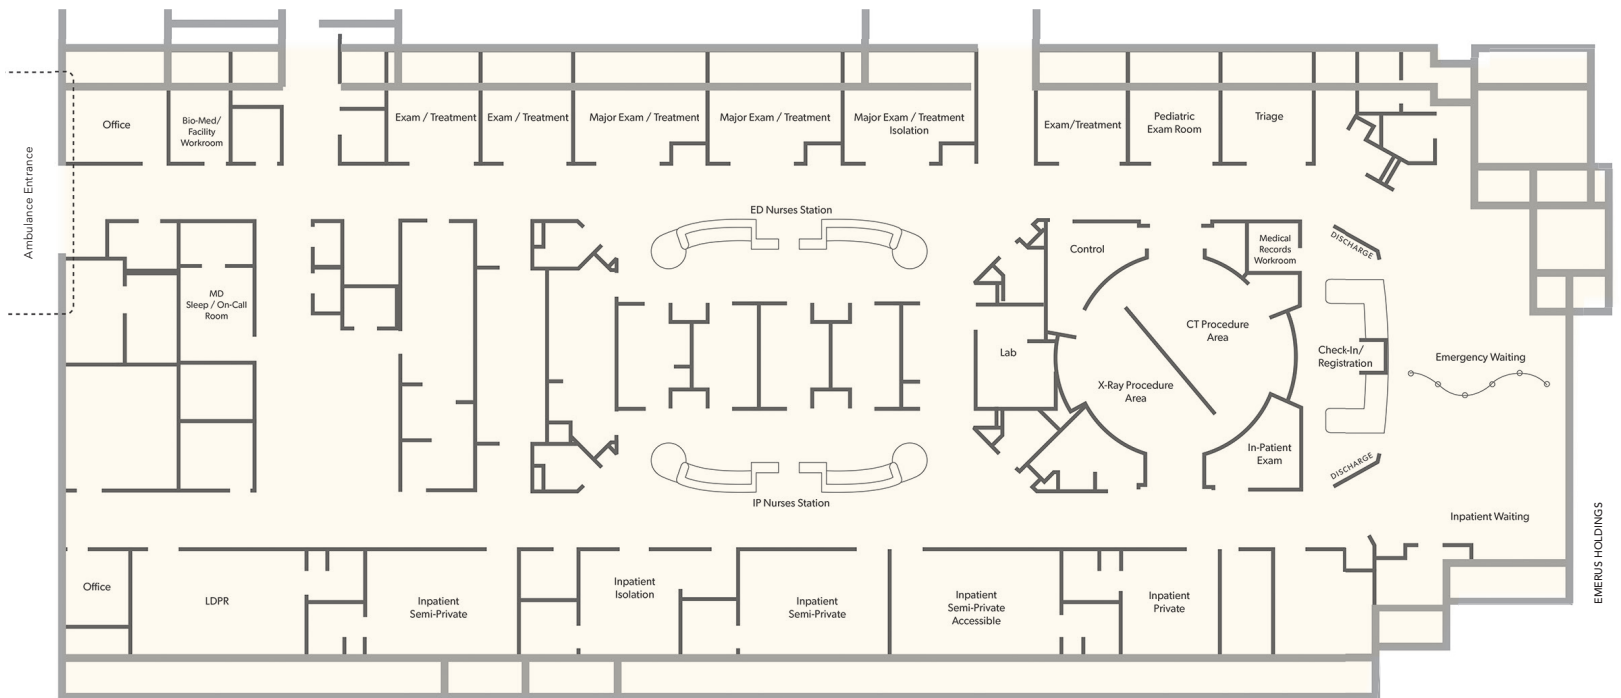 Office
Bio-Med/
Facility
Workroom
Exam / Treatment
Exam / Treatment
Major Exam / Treatment
Major Exam / Treatment
Major Exam / Treatment
Isolation
Exam/Treatment
Pediatric
Exam Room
Triage
Ambulance Entrance
ED Nurses Station
Control
Medical
Records
Workroom
DISCHARGE
MD
Sleep / On-Call
Room
CT Procedure
Area
Lab
Check-In/
Registration
Emergency Waiting
X-Ray Procedure
Area
In-Patient
Exam
DISCHARGE
IP Nurses Station
Inpatient Waiting
EMERUS HOLDINGS
Office
LDPR
Inpatient
Semi-Private
Inpatient
Isolation
Inpatient
Semi-Private
Inpatient
Semi-Private
Accessible
Inpatient
Private